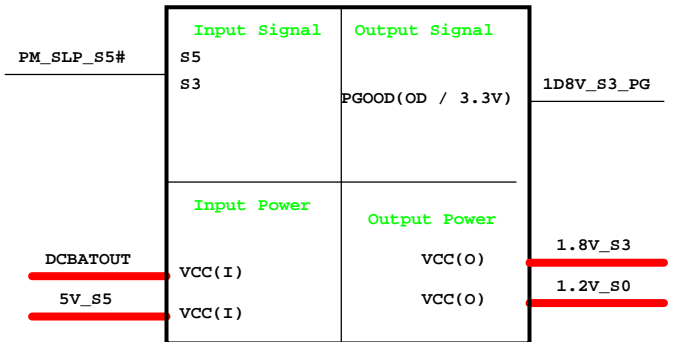 Input Signal
Output Signal
PM_SLP_S5#
S5
S3
PGOOD(OD / 3.3V)
1D8V_S3_PG
Input Power
Output Power
DCBATOUT
VCC(I)
VCC(O)
1.8V_S3
5V_S5
VCC(I)
VCC(O)
1.2V_S0